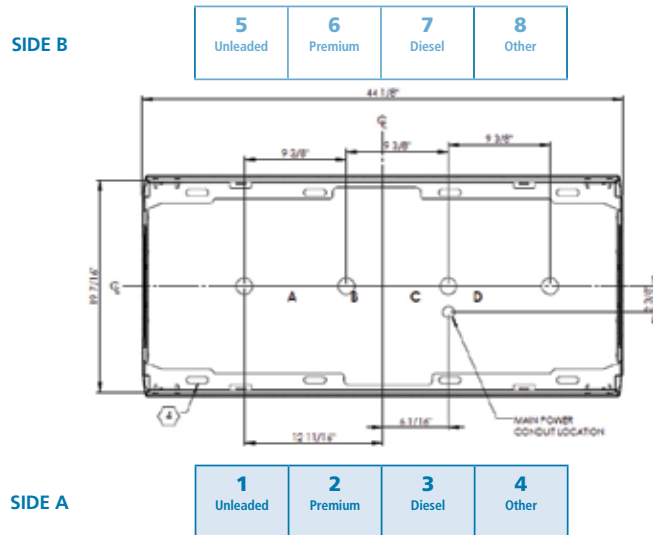 SIDE B
5 6 7 8
Unleaded Premium Diesel Other
44 1/8"
9 3/8" 9 3/8" 9 3/8"
A B C D
4
12 11/16"
6 1/16"
MAIN POWER
CONDUIT LOCATION
SIDE A
1 2 3 4
Unleaded Premium Diesel Other